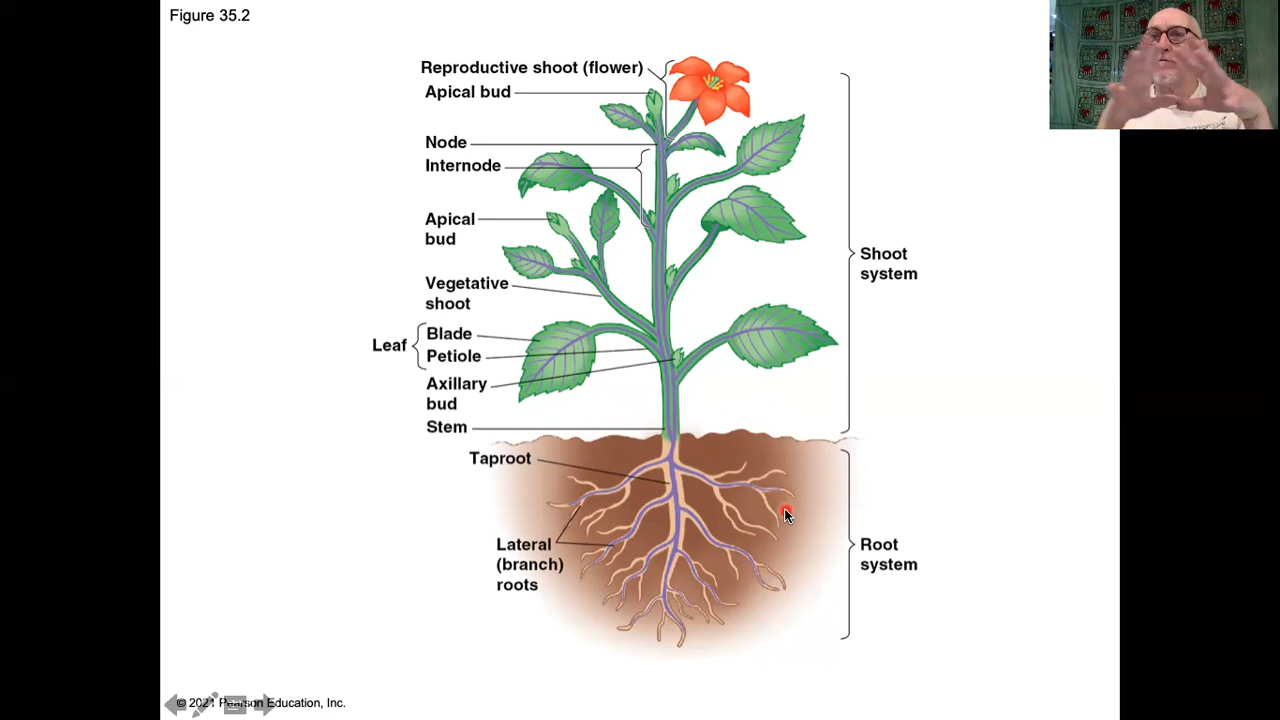 Figure 35.2
Reproductive shoot (flower)
Apical bud
Node
Internode
Apical
bud
Vegetative
shoot
Leaf
Blade
Petiole
Axillary
bud
Stem
Shoot
system
Taproot
Lateral
(branch)
roots
Root
system
© 2021 Pearson Education, Inc.